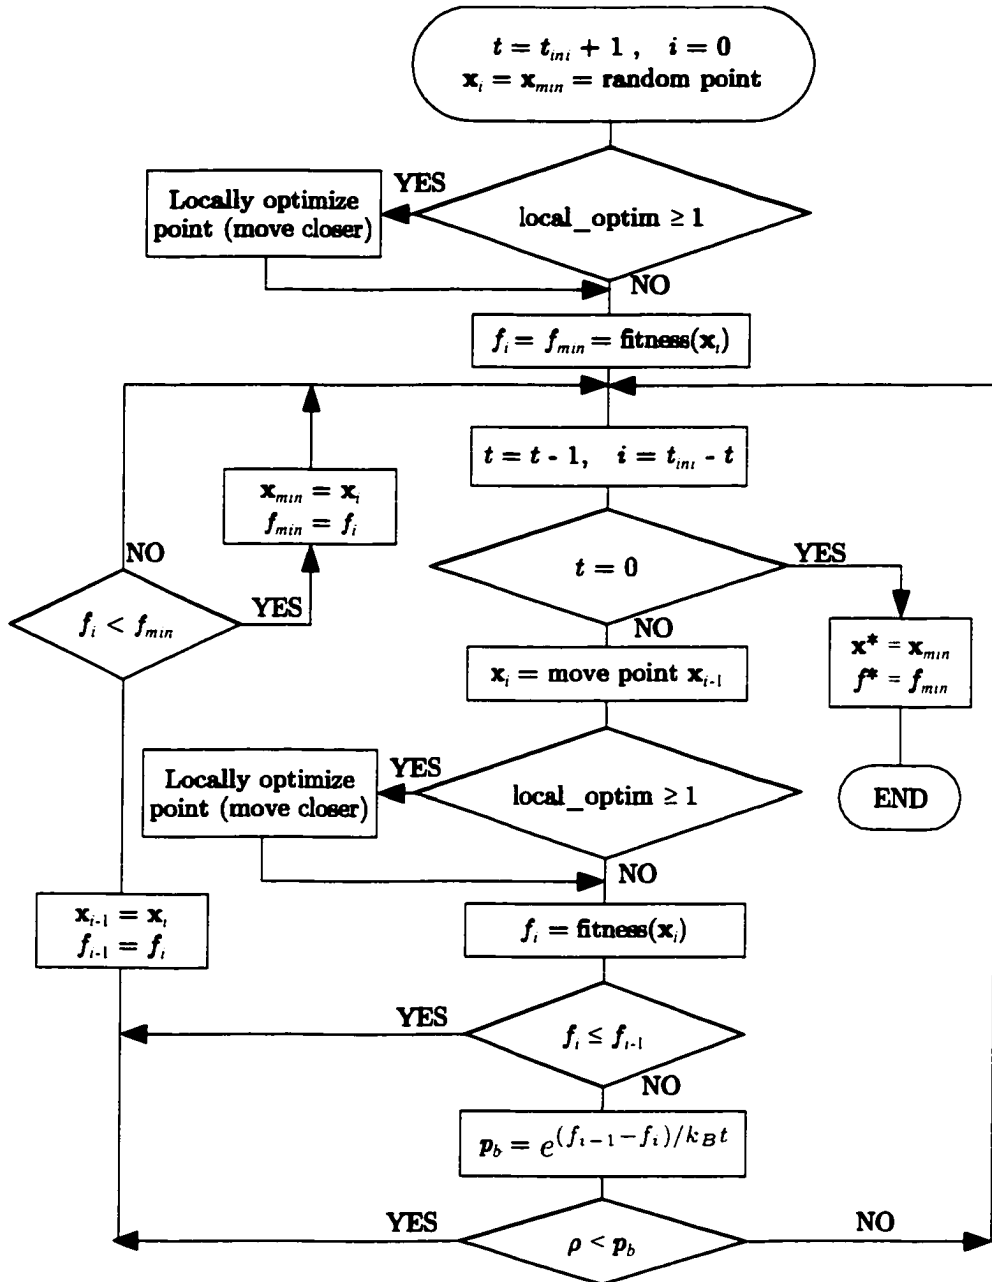 t = t_ini + 1 , i = 0
x_i = x_min = random point
YES
Locally optimize
point (move closer)
local_optim ≥ 1
NO
f_i = f_min = fitness(x_i)
t = t - 1, i = t_ini - t
x_min = x_i
f_min = f_i
NO
YES
t = 0
f_i < f_min
YES
NO
x* = x_min
f* = f_min
x_i = move point x_i-1
YES
Locally optimize
point (move closer)
local_optim ≥ 1
END
NO
x_i-1 = x_i
f_i-1 = f_i
f_i = fitness(x_i)
YES
f_i ≤ f_i-1
NO
p_b = e^(f_i-1 - f_i)/k_B t
YES
NO
ρ < p_b